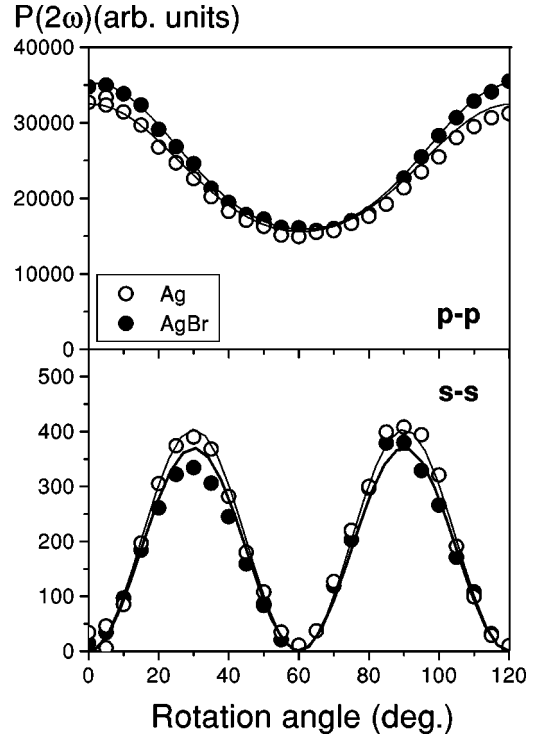 P(2ω)(arb. units)
40000
30000
20000
10000
0
Ag
AgBr
p-p
500
400
300
200
100
0
s-s
0 20 40 60 80 100 120
Rotation angle (deg.)